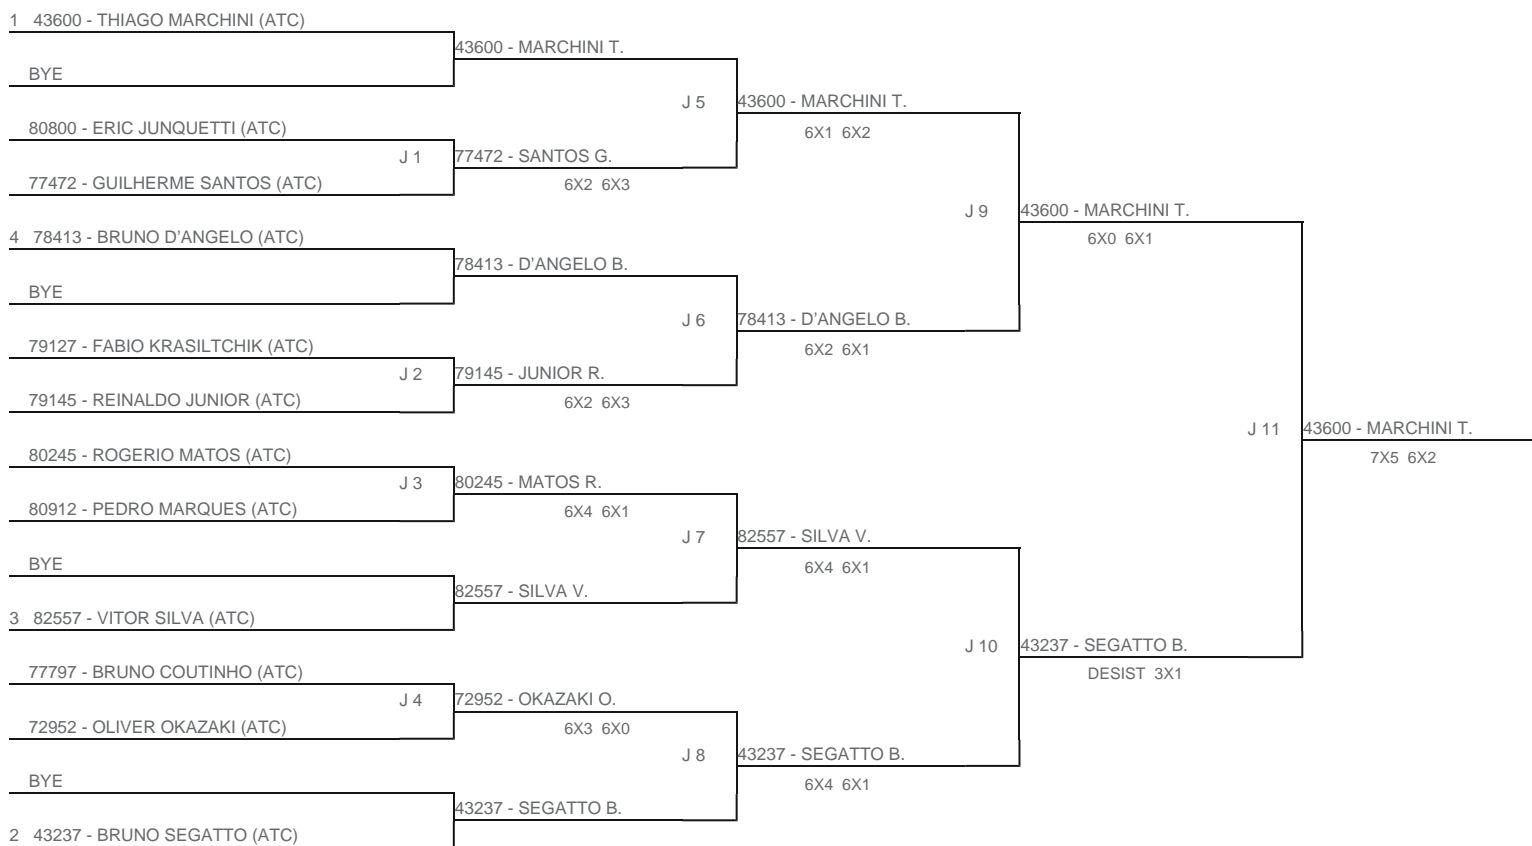 1 43600 - THIAGO MARCHINI (ATC)
43600 - MARCHINI T.
BYE
J 5 43600 - MARCHINI T.
80800 - ERIC JUNQUETTI (ATC)
6X1 6X2
J 1 77472 - SANTOS G.
77472 - GUILHERME SANTOS (ATC)
6X2 6X3
J 9 43600 - MARCHINI T.
4 78413 - BRUNO D'ANGELO (ATC)
6X0 6X1
78413 - D'ANGELO B.
BYE
J 6 78413 - D'ANGELO B.
79127 - FABIO KRASILTCHIK (ATC)
6X2 6X1
J 2 79145 - JUNIOR R.
79145 - REINALDO JUNIOR (ATC)
6X2 6X3
J 11 43600 - MARCHINI T.
80245 - ROGERIO MATOS (ATC)
7X5 6X2
J 3 80245 - MATOS R.
80912 - PEDRO MARQUES (ATC)
6X4 6X1
J 7 82557 - SILVA V.
BYE
6X4 6X1
82557 - SILVA V.
3 82557 - VITOR SILVA (ATC)
J 10 43237 - SEGATTO B.
77797 - BRUNO COUTINHO (ATC)
DESIST 3X1
J 4 72952 - OKAZAKI O.
72952 - OLIVER OKAZAKI (ATC)
6X3 6X0
J 8 43237 - SEGATTO B.
BYE
6X4 6X1
43237 - SEGATTO B.
2 43237 - BRUNO SEGATTO (ATC)